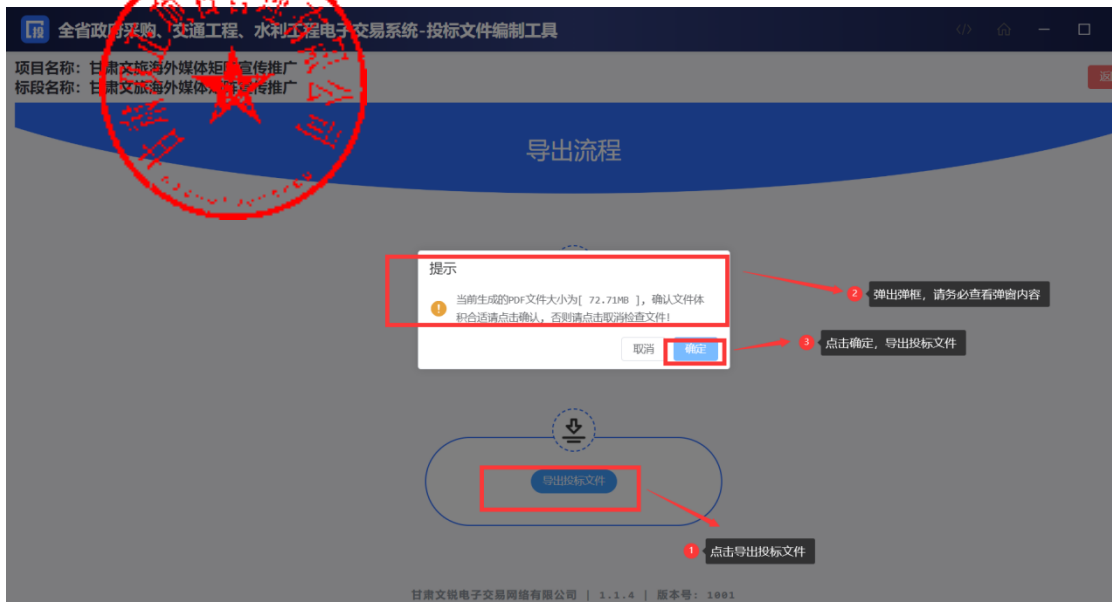 全省政府采购、交通工程、水利工程电子交易系统-投标文件编制工具
项目名称: 甘肃文旅海外媒体矩阵宣传推广
标段名称: 甘肃文旅海外媒体矩阵宣传推广
导出流程
提示
当前生成的PDF文件大小为[ 72.71MB ], 确认文件体
积合适请点击确认, 否则请点击取消检查文件!
取消 确定
2 弹出弹框, 请务必查看弹窗内容
3 点击确定, 导出投标文件
导出投标文件
1 点击导出投标文件
甘肃文锐电子交易网络有限公司 | 1.1.4 | 版本号: 1001